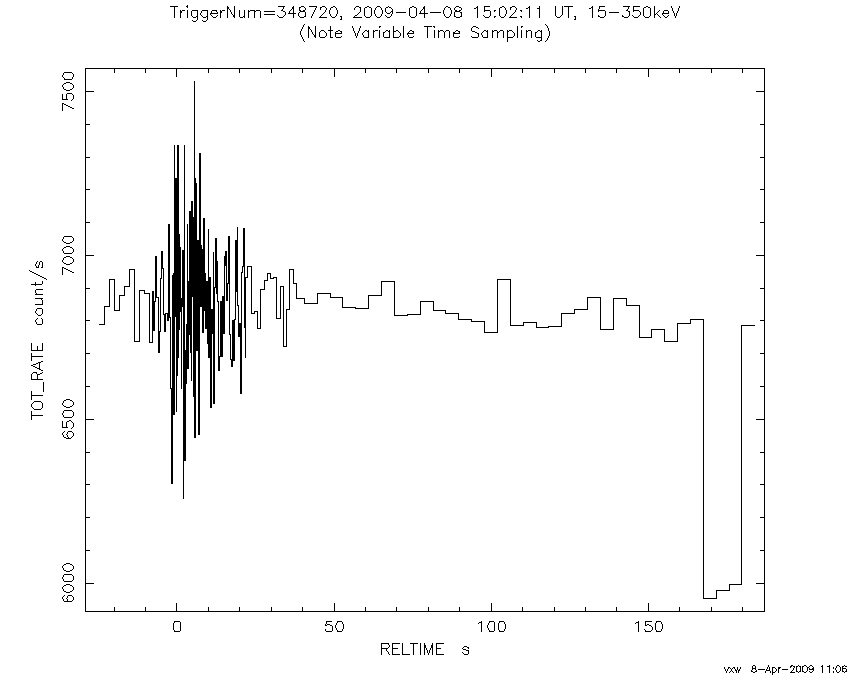 TriggerNum=348720, 2009-04-08 15:02:11 UT, 15-350keV
(Note Variable Time Sampling)
7500
7000
6500
6000
TOT_RATE count/s
0 50 100 150
RELTIME s
vxw 8-Apr-2009 11:06